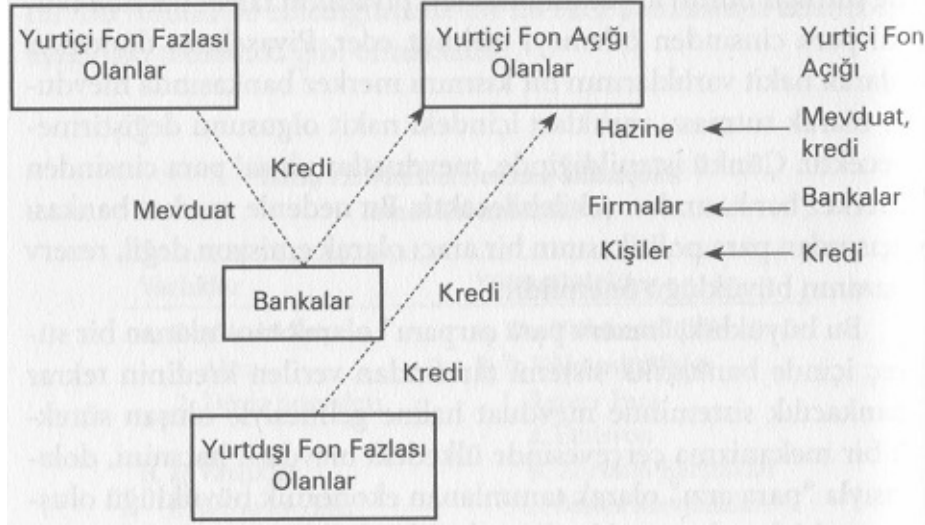 Yurtiçi Fon Fazlası
Olanlar
Yurtiçi Fon Açığı
Olanlar
Yurtiçi Fon
Açığı
Hazine
Mevduat,
kredi
Kredi
Mevduat
Firmalar
Bankalar
Kişiler
Kredi
Bankalar
Kredi
Kredi
Yurtdışı Fon Fazlası
Olanlar